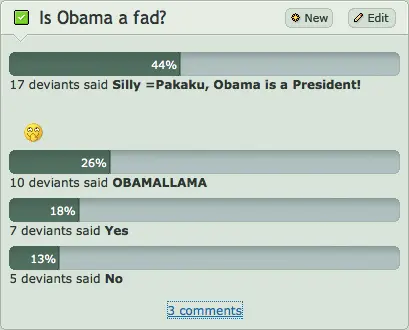 Is Obama a fad?
New
Edit
44%
17 deviants said Silly =Pakaku, Obama is a President!
26%
10 deviants said OBAMALLAMA
18%
7 deviants said Yes
13%
5 deviants said No
3 comments